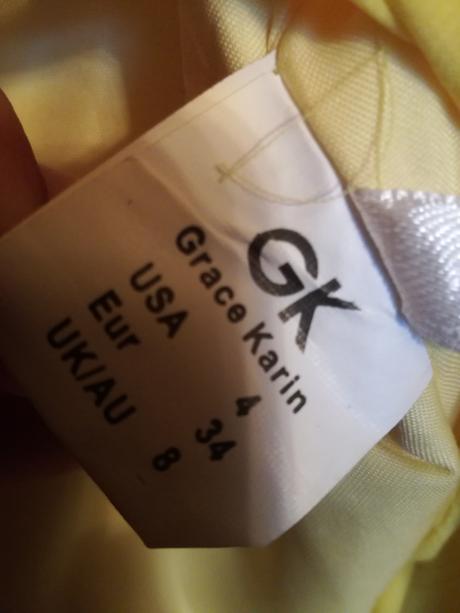 GK
Grace Karin
USA 4
Eur 34
UK/AU 8